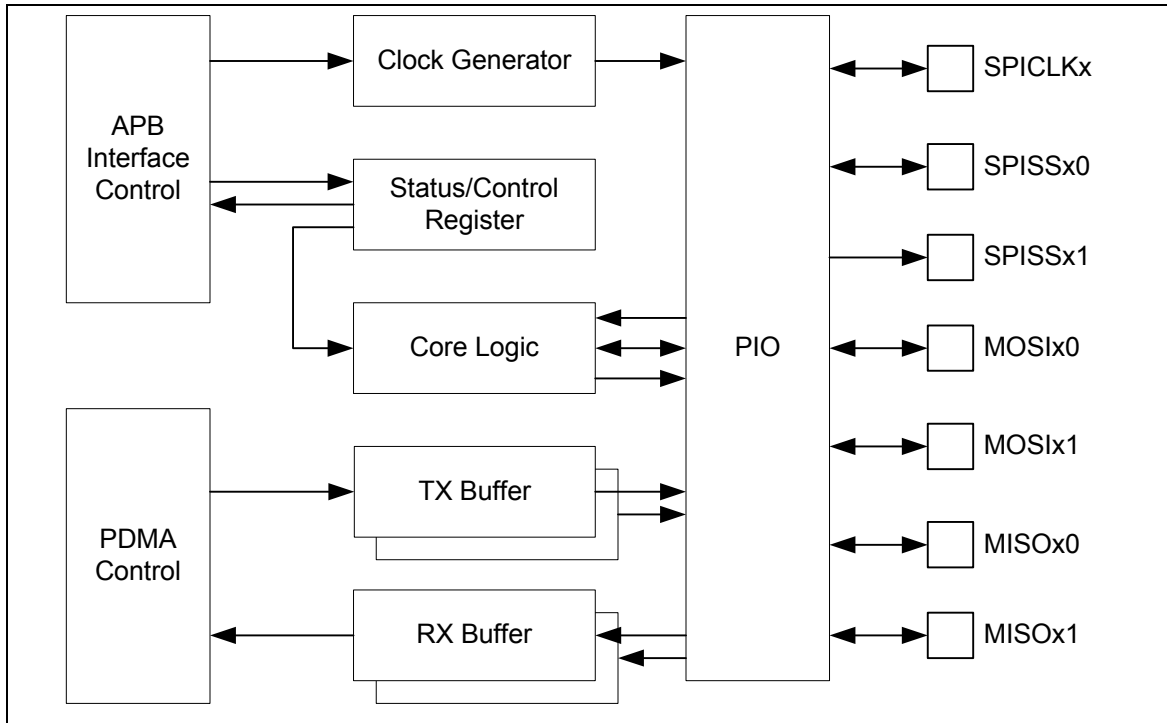 APB
Interface
Control
Clock Generator
Status/Control
Register
Core Logic
PDMA
Control
TX Buffer
RX Buffer
PIO
SPICLKx
SPISSx0
SPISSx1
MOSIx0
MOSIx1
MISOx0
MISOx1